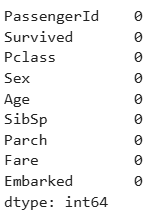 PassengerId 0
Survived 0
Pclass 0
Sex 0
Age 0
SibSp 0
Parch 0
Fare 0
Embarked 0
dtype: int64